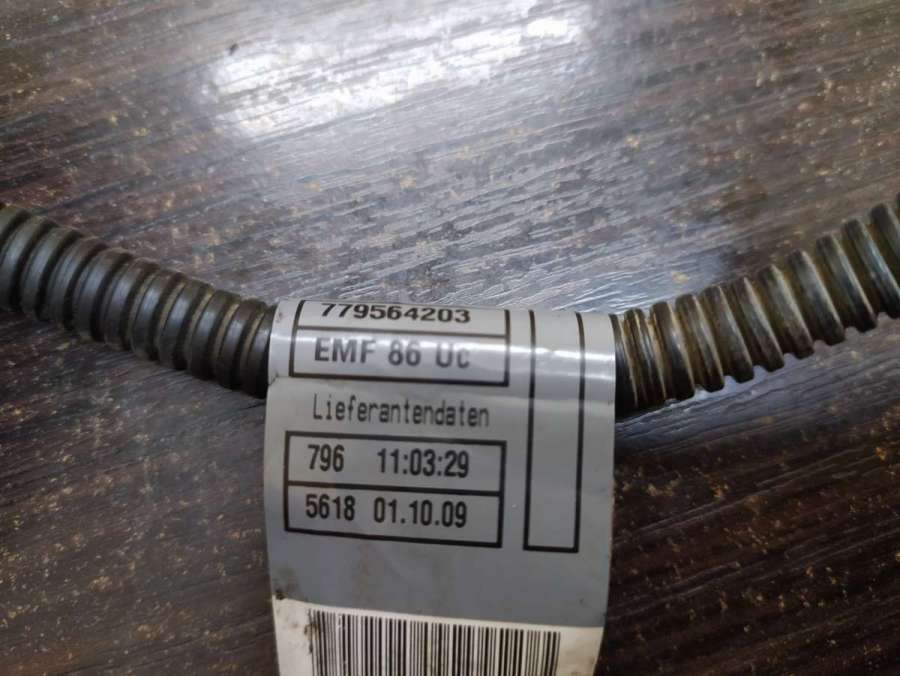 779564203
EMF 86 Uc
Lieferantendaten
796 11:03:29
5618 01.10.09